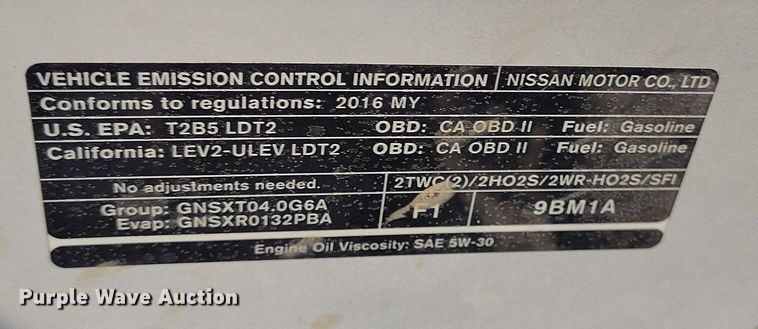 VEHICLE EMISSION CONTROL INFORMATION NISSAN MOTOR CO., LTD
Conforms to regulations: 2016 MY
U.S. EPA: T2B5 LDT2 OBD: CA OBD II Fuel: Gasoline
California: LEV2-ULEV LDT2 OBD: CA OBD II Fuel: Gasoline
No adjustments needed. 2TWC(2)/2HO2S/2WR-HO2S/SFI
Group: GNSXT04.0G6A
Evap: GNSXR0132PBA
9BM1A
Engine Oil Viscosity: SAE 5W-30
Purple Wave Auction